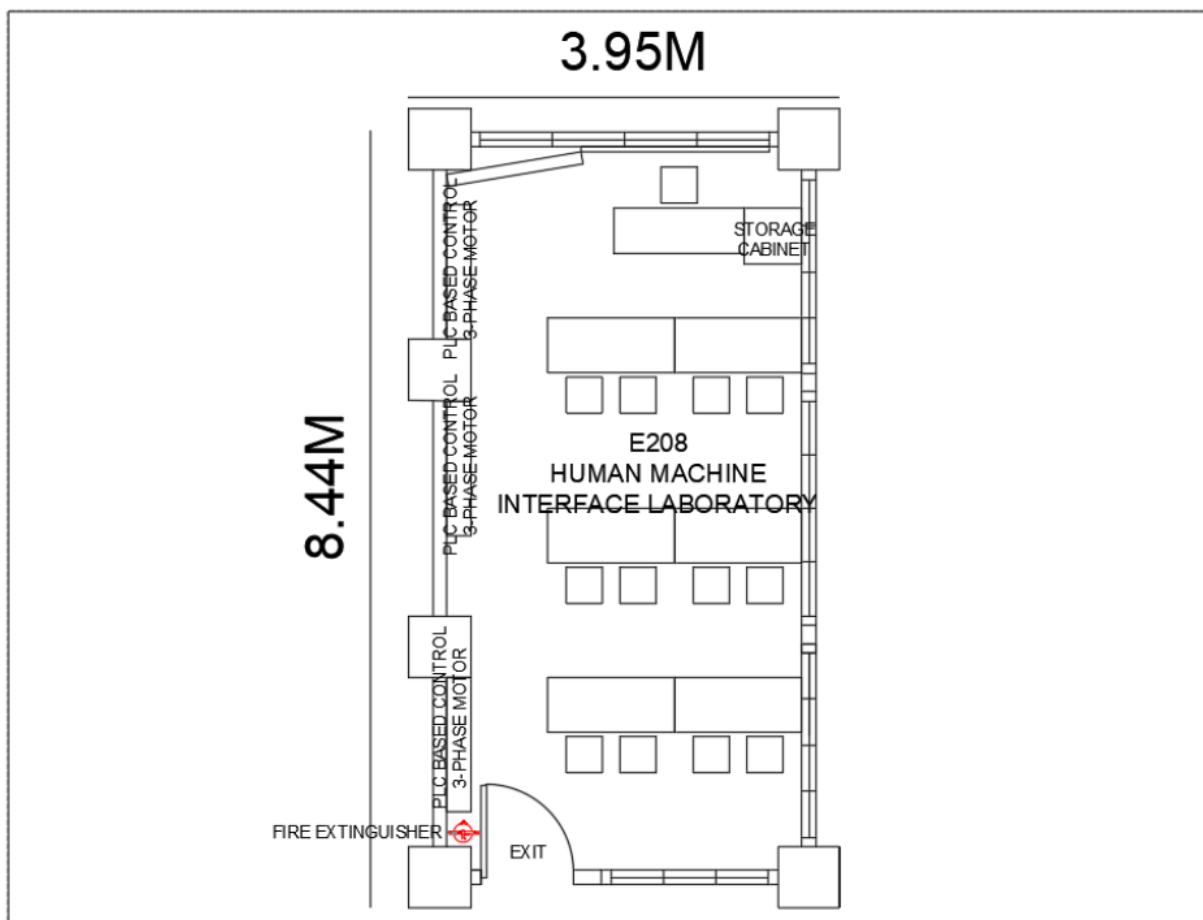 3.95M
8.44M
PLC BASED CONTROL
3-PHASE MOTOR
STORAGE
CABINET
PLC BASED CONTROL
3-PHASE MOTOR
E208
HUMAN MACHINE
INTERFACE LABORATORY
PLC BASED CONTROL
3-PHASE MOTOR
FIRE EXTINGUISHER
EXIT